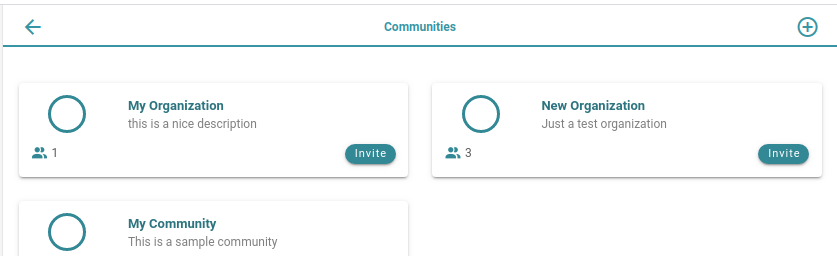 Communities
My Organization
this is a nice description
1
Invite
New Organization
Just a test organization
3
Invite
My Community
This is a sample community